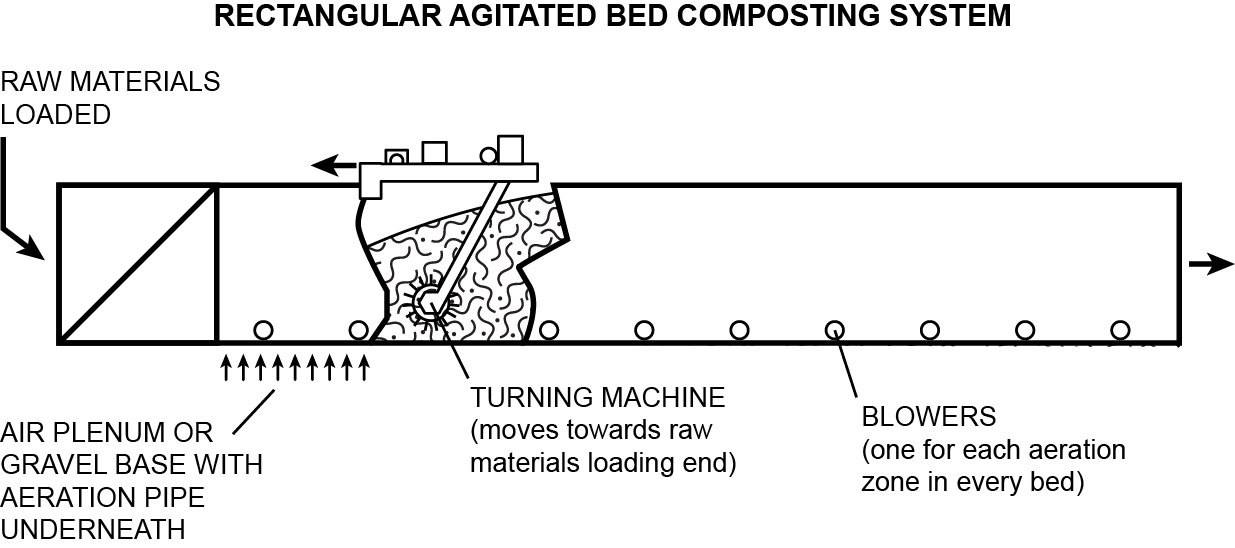 RECTANGULAR AGITATED BED COMPOSTING SYSTEM
RAW MATERIALS
LOADED
AIR PLENUM OR
GRAVEL BASE WITH
AERATION PIPE
UNDERNEATH
TURNING MACHINE
(moves towards raw
materials loading end)
BLOWERS
(one for each aeration
zone in every bed)